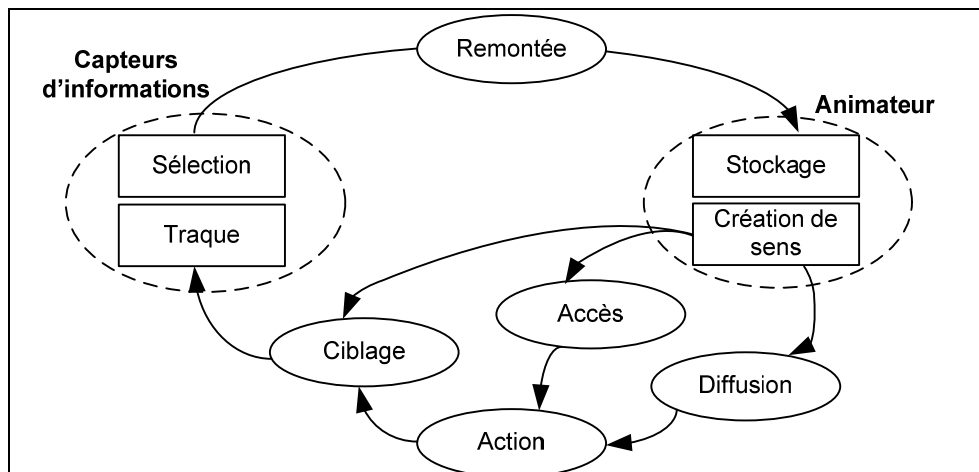 Remontée
Capteurs
d’informations
Animateur
Sélection
Traque
Stockage
Création de
sens
Accès
Ciblage
Diffusion
Action